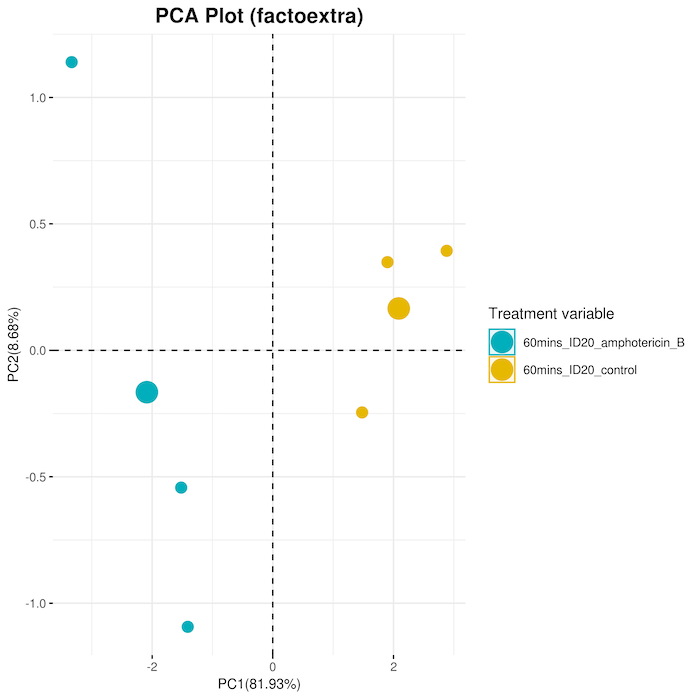 PCA Plot (factoextra)
1.0
0.5
0.0
-0.5
-1.0
PC2(8.68%)
-2
0
2
PC1(81.93%)
Treatment variable
60mins_ID20_amphotericin_B
60mins_ID20_control